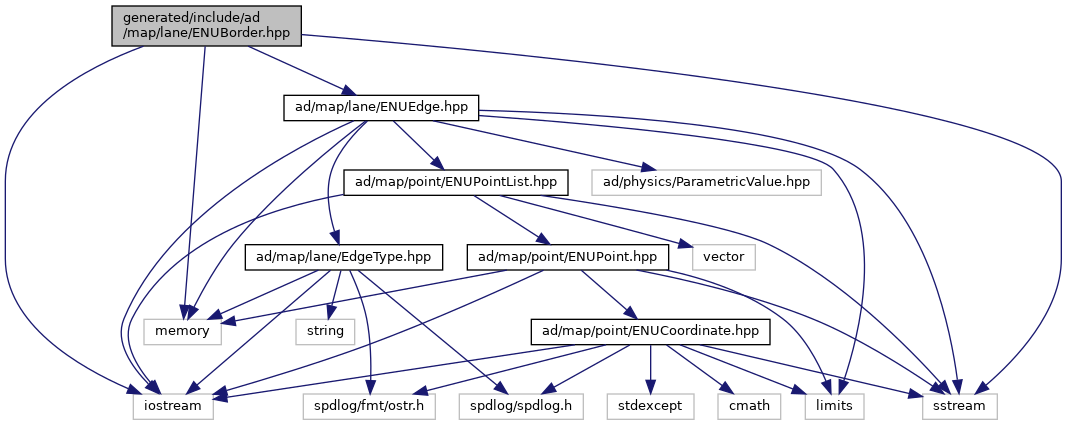 generated/include/ad
/map/lane/ENUBorder.hpp
ad/map/lane/ENUEdge.hpp
ad/map/point/ENUPointList.hpp
ad/physics/ParametricValue.hpp
ad/map/lane/EdgeType.hpp
ad/map/point/ENUPoint.hpp
vector
memory
string
ad/map/point/ENUCoordinate.hpp
iostream
spdlog/fmt/ostr.h
spdlog/spdlog.h
stdexcept
cmath
limits
sstream